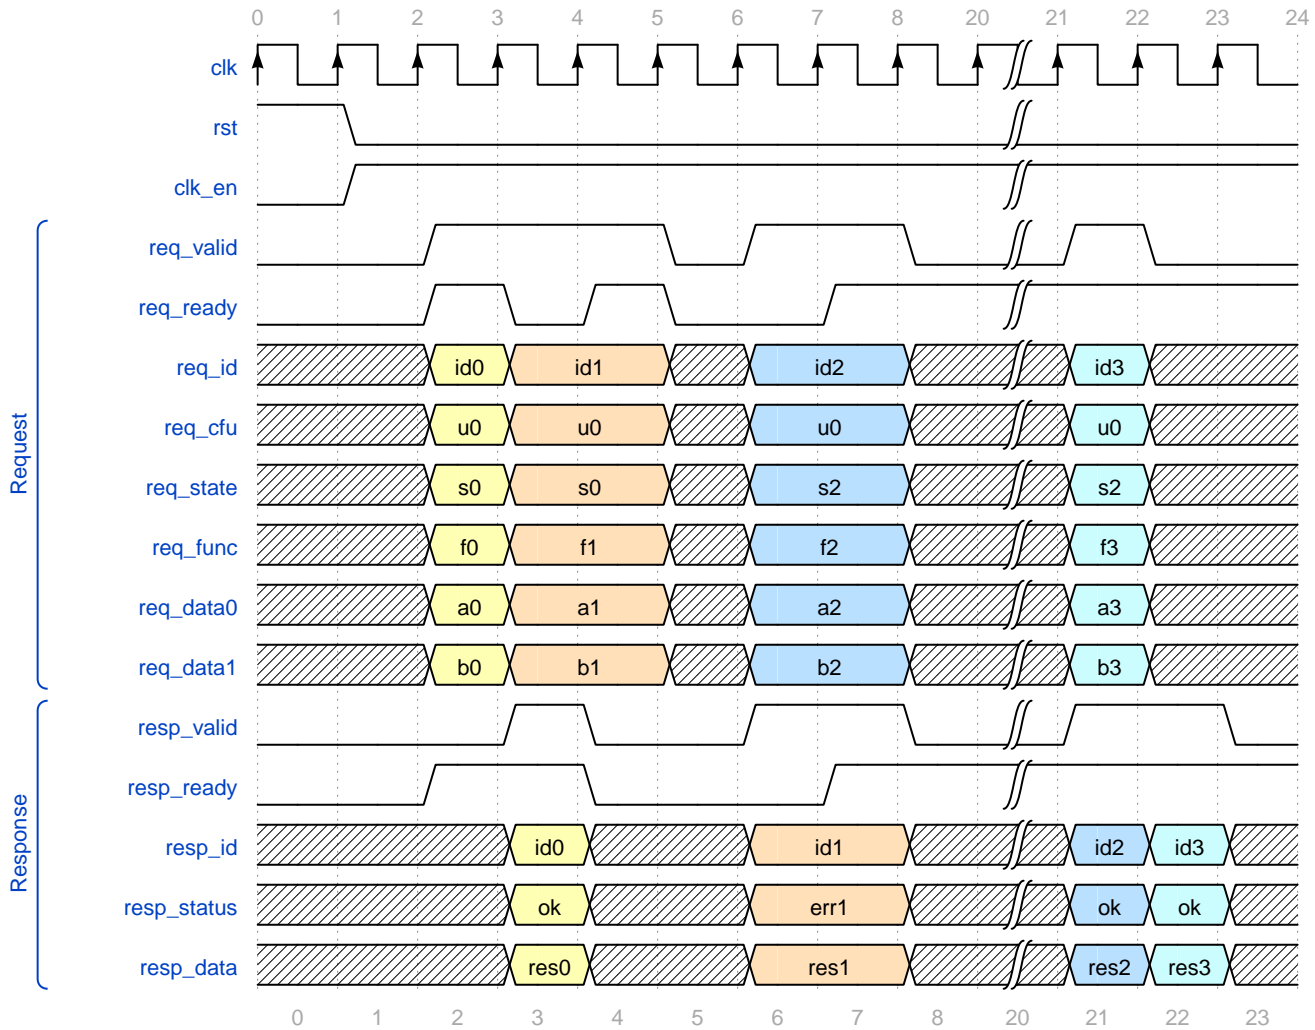 0 1 2 3 4 5 6 7 8 20 21 22 23 24
clk
rst
clk_en
req_valid
req_ready
req_id id0 id1 id2 id3
req_cfu u0 u0 u0 u0
req_state s0 s0 s2 s2
req_func f0 f1 f2 f3
req_data0 a0 a1 a2 a3
req_data1 b0 b1 b2 b3
Request
resp_valid
resp_ready
resp_id id0 id1 id2 id3
resp_status ok err1 ok ok
resp_data res0 res1 res2 res3
Response
0 1 2 3 4 5 6 7 8 20 21 22 23